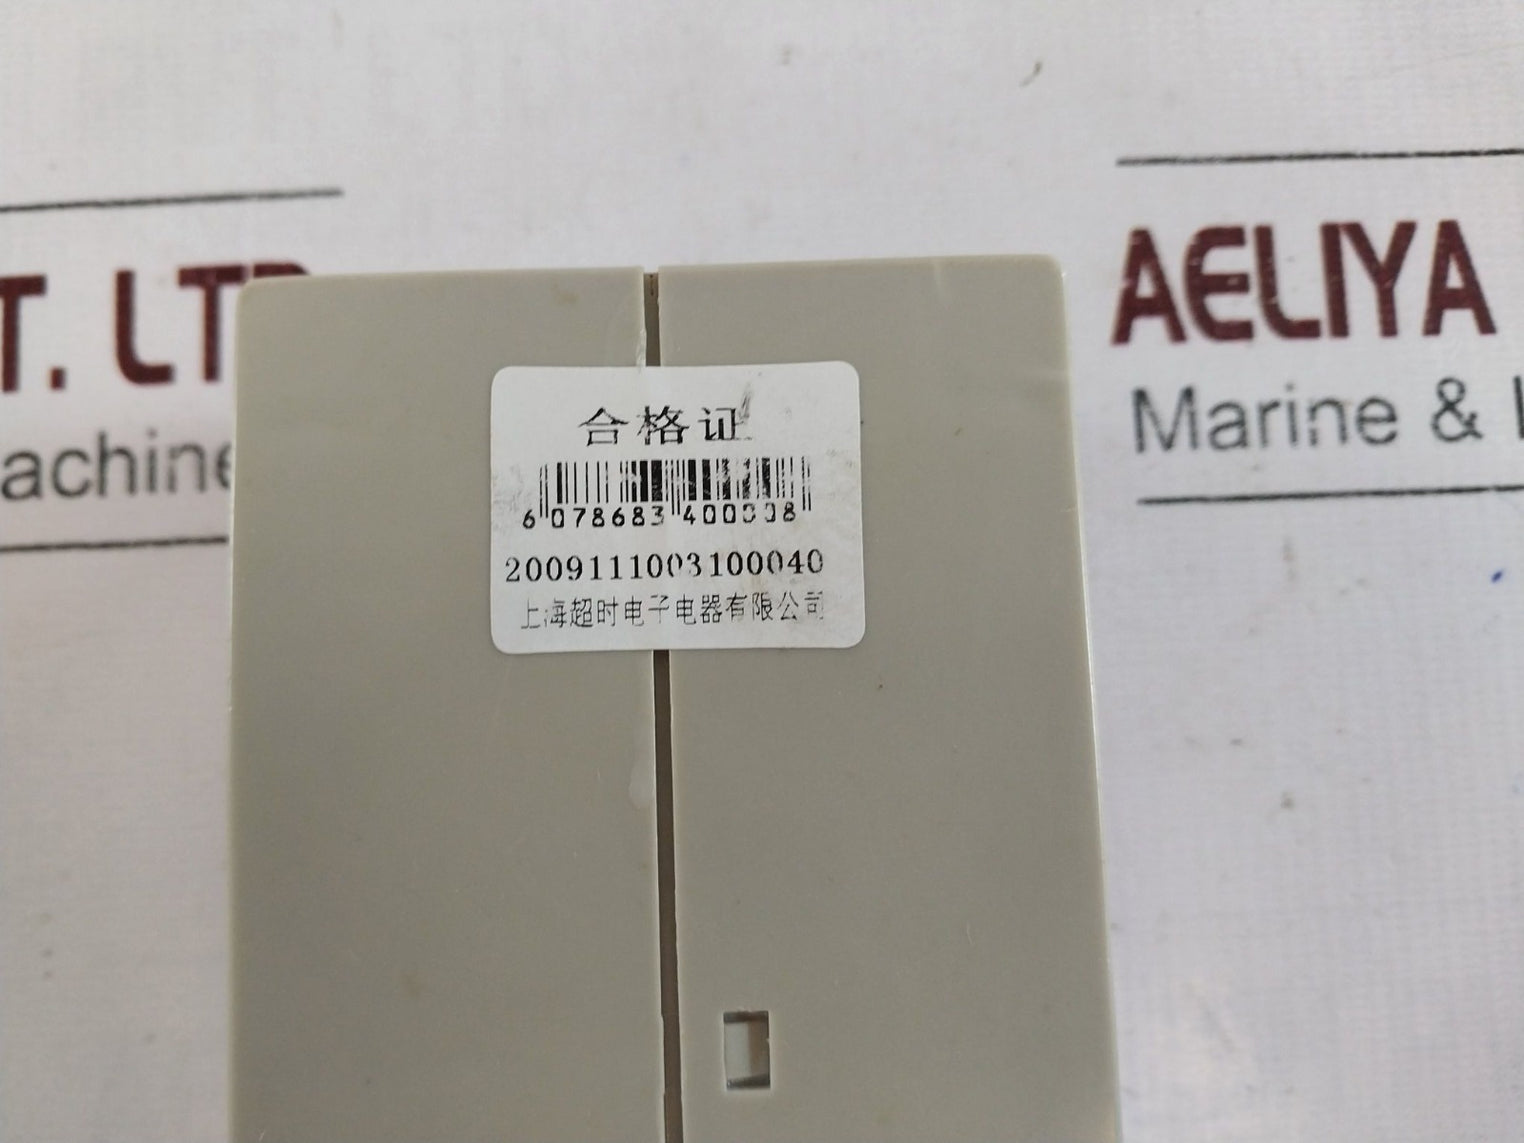 T. LTD
achine
AELIYA
Marine &
合格证
6 078683 400008
2009111003100040
上海超时电子电器有限公司